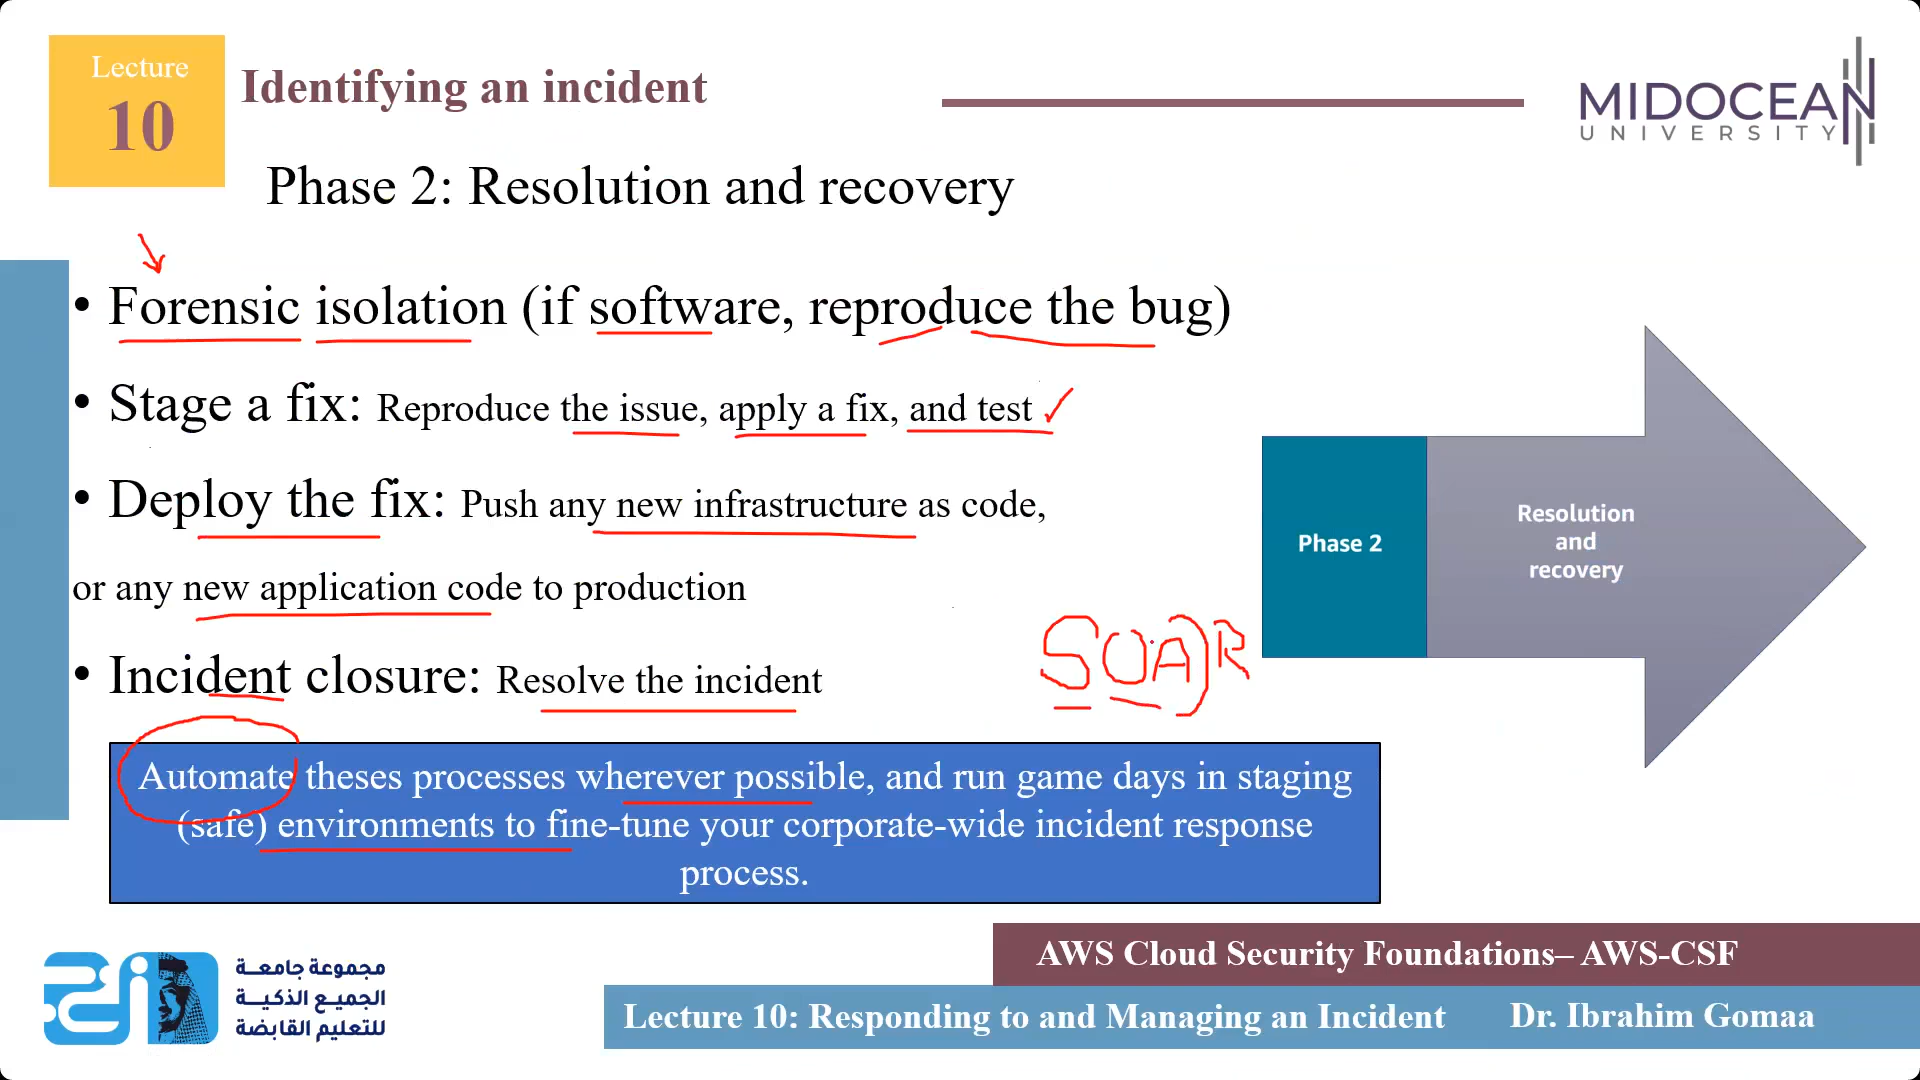 Lecture
10
Identifying an incident
MIDOCEAN
UNIVERSITY
Phase 2: Resolution and recovery
• Forensic isolation (if software, reproduce the bug)
• Stage a fix: Reproduce the issue, apply a fix, and test
• Deploy the fix: Push any new infrastructure as code,
or any new application code to production
• Incident closure: Resolve the incident
SOAR
Phase 2
Resolution
and
recovery
Automate theses processes wherever possible, and run game days in staging
(safe) environments to fine-tune your corporate-wide incident response
process.
مجموعة جامعة
الجميع الذكية
للتعليم القابضة
AWS Cloud Security Foundations– AWS-CSF
Lecture 10: Responding to and Managing an Incident Dr. Ibrahim Gomaa